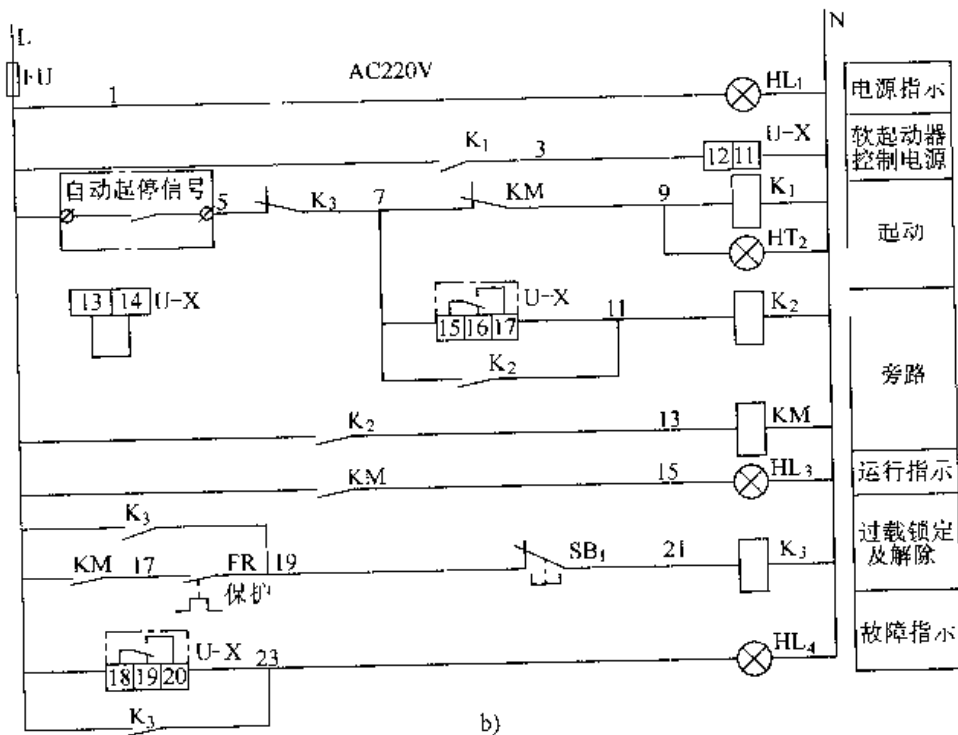 L
N
FU
AC220V
1
HL1
电源指示
K1
3
U-X
12 11
软起动器
控制电源
自动起停信号
5
K3
7
KM
9
K1
HT2
起动
13 14
U-X
U-X
15 16 17
11
K2
K2
旁路
K2
13
KM
KM
15
HL3
运行指示
K3
KM
17
FR
19
保护
SB1
21
K3
过载锁定
及解除
U-X
18 19 20
23
HL4
故障指示
K3
b)